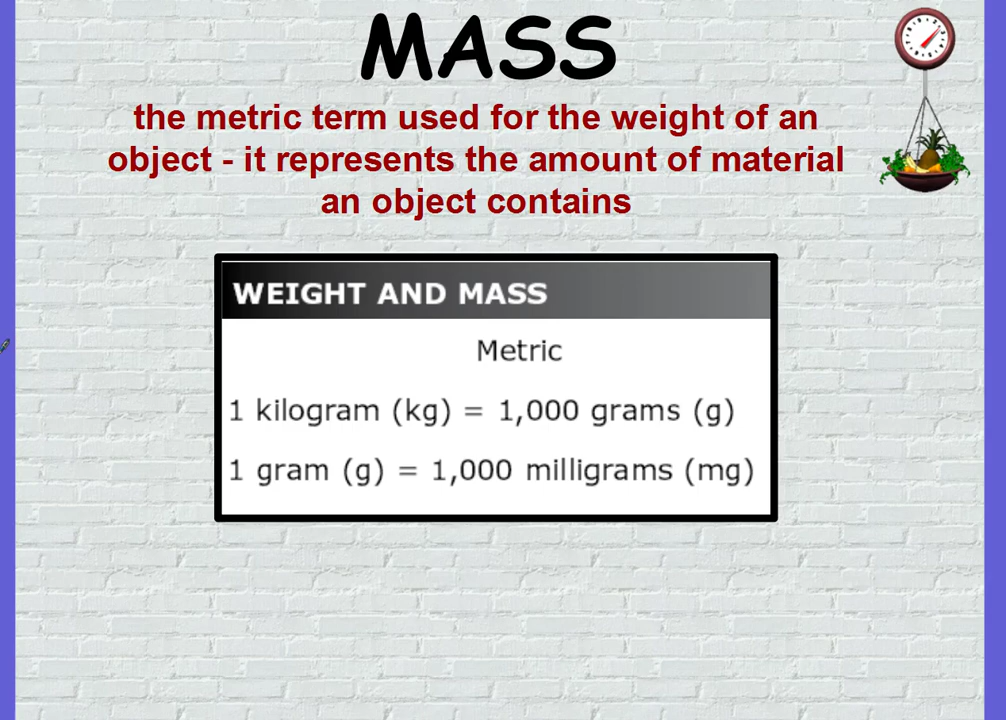 MASS
the metric term used for the weight of an
object - it represents the amount of material
an object contains
WEIGHT AND MASS
Metric
1 kilogram (kg) = 1,000 grams (g)
1 gram (g) = 1,000 milligrams (mg)